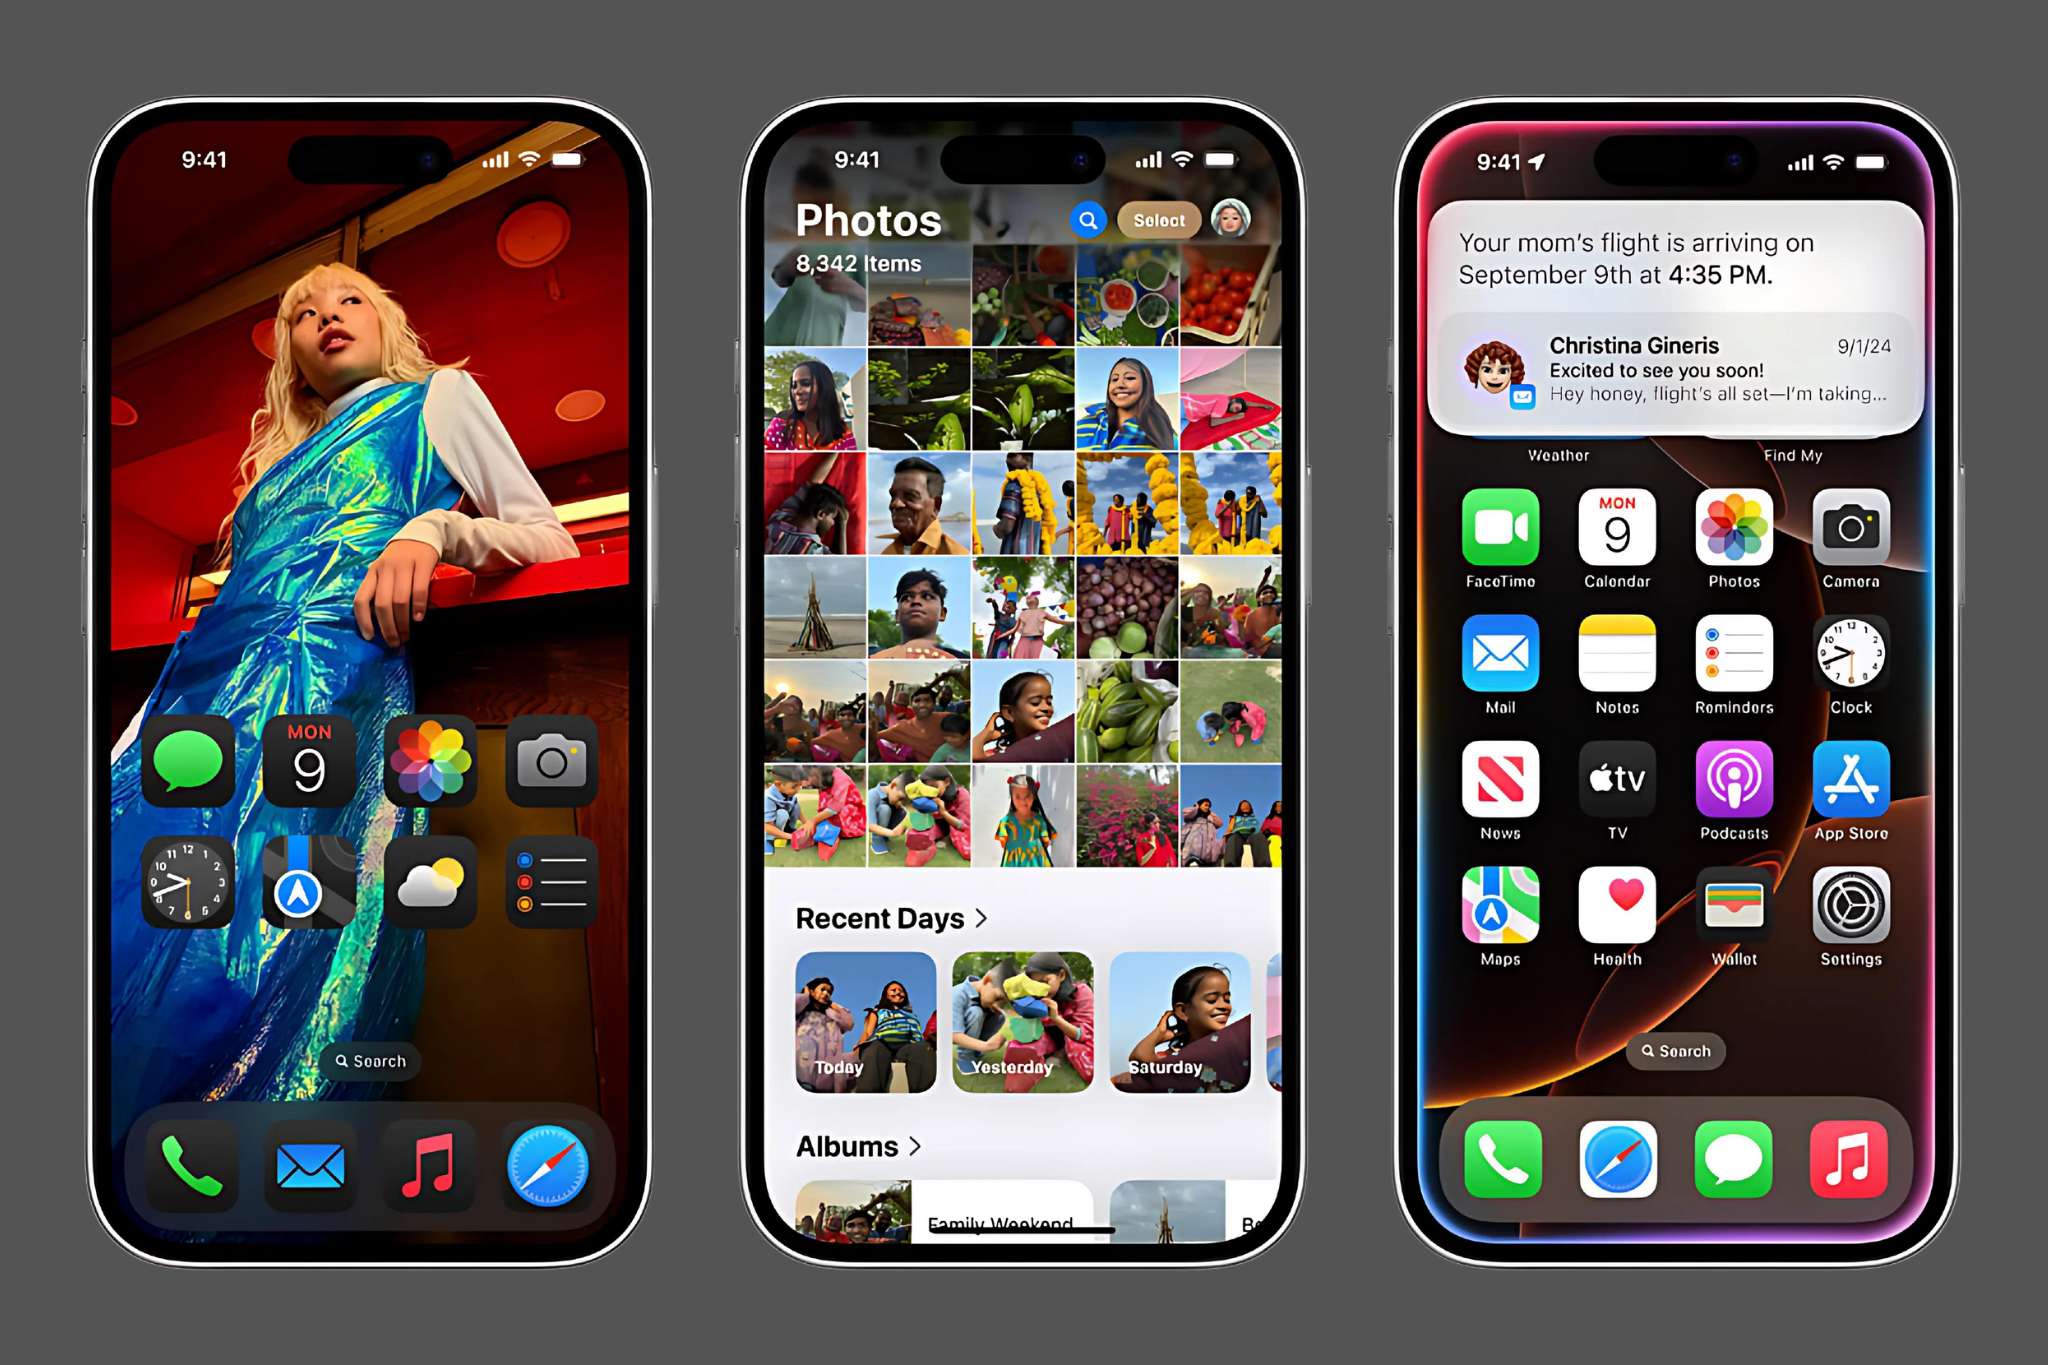 9:41
MON
9
Search
9:41
Photos
Select
8,342 Items
Recent Days
Today
Yesterday
Saturday
Albums
Family Weekend
9:41
Your mom's flight is arriving on
September 9th at 4:35 PM.
Christina Gineris
9/1/24
Excited to see you soon!
Hey honey, flight's all set—I'm taking...
Weather
Find My
MON
9
FaceTime
Calendar
Photos
Camera
Mail
Notes
Reminders
Clock
tv
News
TV
Podcasts
App Store
Maps
Health
Wallet
Settings
Search